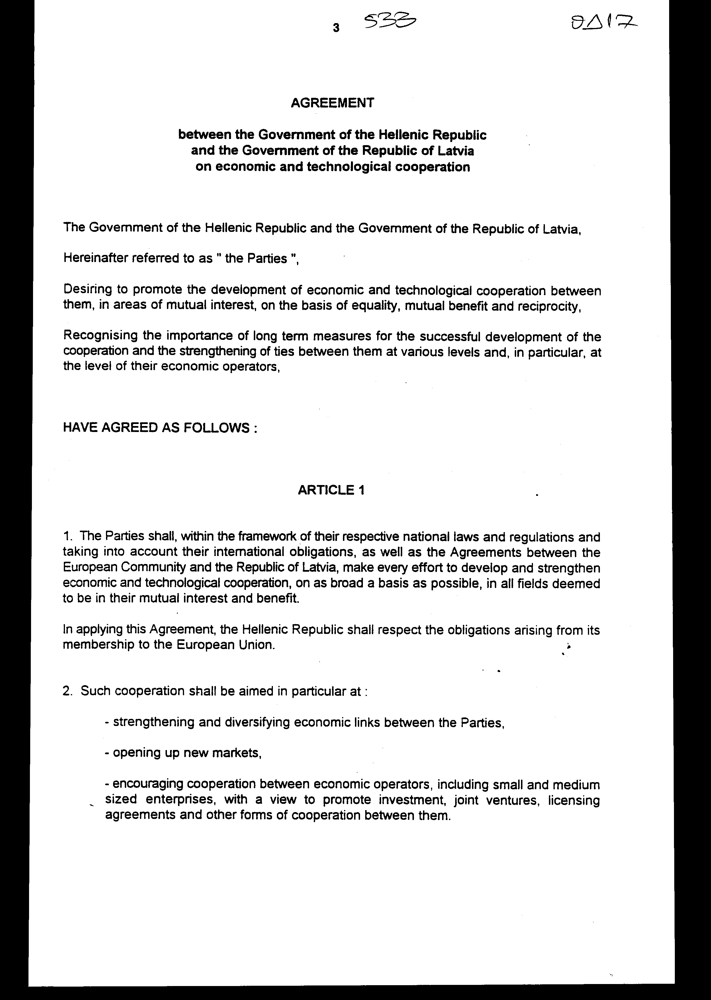 3 533 θΔ17
AGREEMENT
between the Government of the Hellenic Republic
and the Government of the Republic of Latvia
on economic and technological cooperation
The Government of the Hellenic Republic and the Government of the Republic of Latvia,
Hereinafter referred to as " the Parties ",
Desiring to promote the development of economic and technological cooperation between
them, in areas of mutual interest, on the basis of equality, mutual benefit and reciprocity,
Recognising the importance of long term measures for the successful development of the
cooperation and the strengthening of ties between them at various levels and, in particular, at
the level of their economic operators,
HAVE AGREED AS FOLLOWS :
ARTICLE 1
1. The Parties shall, within the framework of their respective national laws and regulations and
taking into account their international obligations, as well as the Agreements between the
European Community and the Republic of Latvia, make every effort to develop and strengthen
economic and technological cooperation, on as broad a basis as possible, in all fields deemed
to be in their mutual interest and benefit.
In applying this Agreement, the Hellenic Republic shall respect the obligations arising from its
membership to the European Union.
2. Such cooperation shall be aimed in particular at :
- strengthening and diversifying economic links between the Parties,
- opening up new markets,
- encouraging cooperation between economic operators, including small and medium
sized enterprises, with a view to promote investment, joint ventures, licensing
agreements and other forms of cooperation between them.